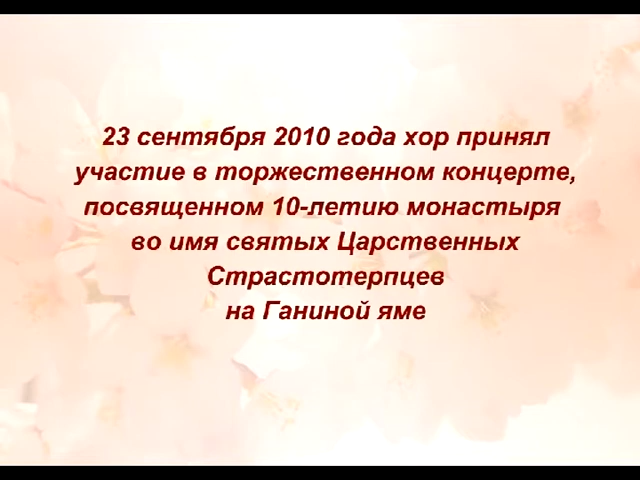 23 сентября 2010 года хор принял
участие в торжественном концерте,
посвященном 10-летию монастыря
во имя святых Царственных
Страстотерпцев
на Ганиной яме